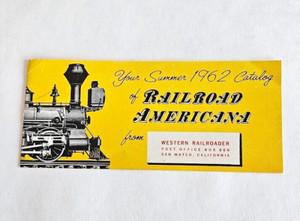 Your Summer 1962 Catalog
of RAILROAD
AMERICANA
from
WESTERN RAILROADER
POST OFFICE BOX 668
SAN MATEO, CALIFORNIA